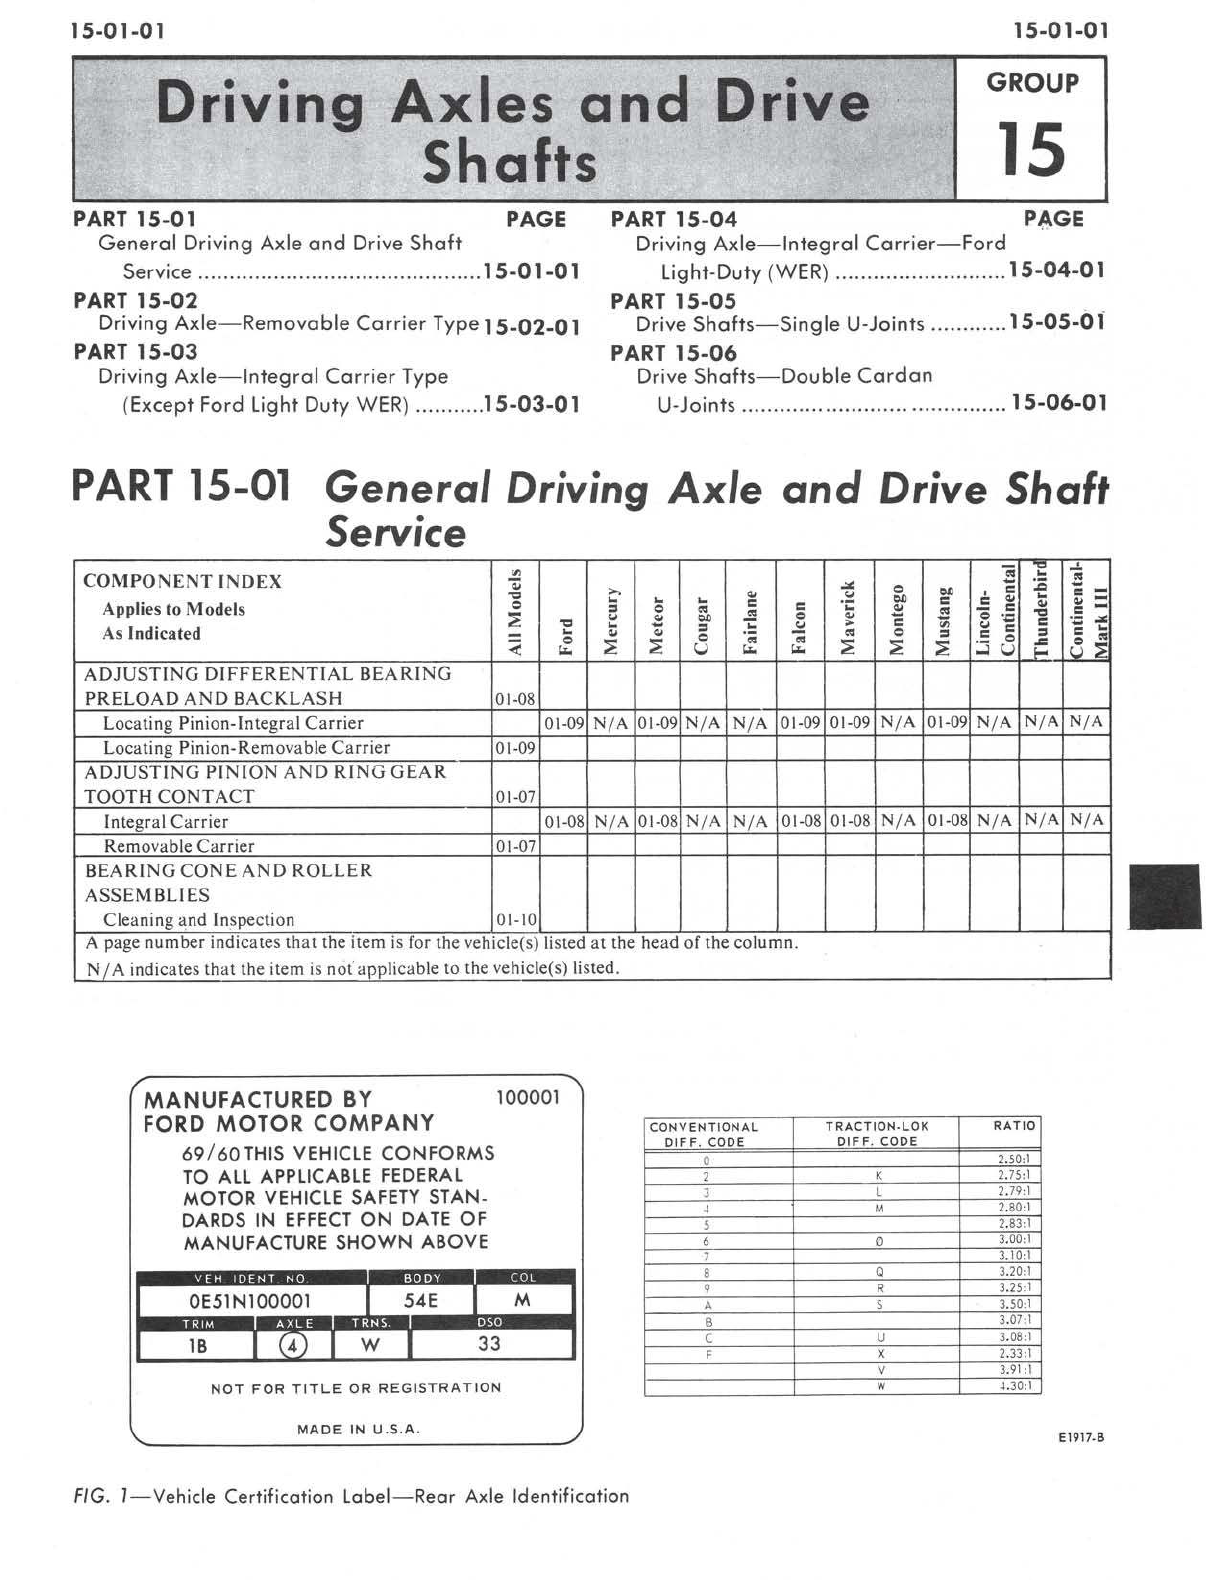 15-01-01 15-01-01
Driving Axles and Drive
Shafts
GROUP
15
PART 15-01 PAGE
General Driving Axle and Drive Shaft
Service ............................................. 15-01-01
PART 15-02
Driving Axle—Removable Carrier Type 15-02-01
PART 15-03
Driving Axle—Integral Carrier Type
(Except Ford Light Duty WER) ........... 15-03-01
PART 15-04 PAGE
Driving Axle—Integral Carrier—Ford
Light-Duty (WER) ........................... 15-04-01
PART 15-05
Drive Shafts—Single U-Joints ............ 15-05-01
PART 15-06
Drive Shafts—Double Cardan
U-Joints .......................................... 15-06-01
PART 15-01 General Driving Axle and Drive Shaft
Service
COMPONENT INDEX
Applies to Models
As Indicated
All Models
Ford
Mercury
Meteor
Cougar
Fairlane
Falcon
Maverick
Montego
Mustang
Lincoln-
Continental
Thunderbird
Continental-
Mark III
ADJUSTING DIFFERENTIAL BEARING
PRELOAD AND BACKLASH 01-08
Locating Pinion-Integral Carrier 01-09 N/A 01-09 N/A N/A 01-09 01-09 N/A 01-09 N/A N/A N/A
Locating Pinion-Removable Carrier 01-09
ADJUSTING PINION AND RING GEAR
TOOTH CONTACT 01-07
Integral Carrier 01-08 N/A 01-08 N/A N/A 01-08 01-08 N/A 01-08 N/A N/A N/A
Removable Carrier 01-07
BEARING CONE AND ROLLER
ASSEMBLIES
Cleaning and Inspection 01-10
A page number indicates that the item is for the vehicle(s) listed at the head of the column.
N/A indicates that the item is not applicable to the vehicle(s) listed.
MANUFACTURED BY 100001
FORD MOTOR COMPANY
69/60 THIS VEHICLE CONFORMS
TO ALL APPLICABLE FEDERAL
MOTOR VEHICLE SAFETY STAN-
DARDS IN EFFECT ON DATE OF
MANUFACTURE SHOWN ABOVE
VEH. IDENT. NO. BODY COL
0E51N100001 54E M
TRIM AXLE TRNS. DSO
1B 4 W 33
NOT FOR TITLE OR REGISTRATION
MADE IN U.S.A.
CONVENTIONAL TRACTION-LOK RATIO
DIFF. CODE DIFF. CODE
0 2.50:1
2 K 2.75:1
3 L 2.79:1
4 M 2.80:1
5 2.83:1
6 O 3.00:1
7 3.10:1
8 Q 3.20:1
9 R 3.25:1
A S 3.50:1
B 3.07:1
C U 3.08:1
F X 2.33:1
V 3.91:1
W 4.30:1
E1917-B
FIG. 1—Vehicle Certification Label—Rear Axle Identification